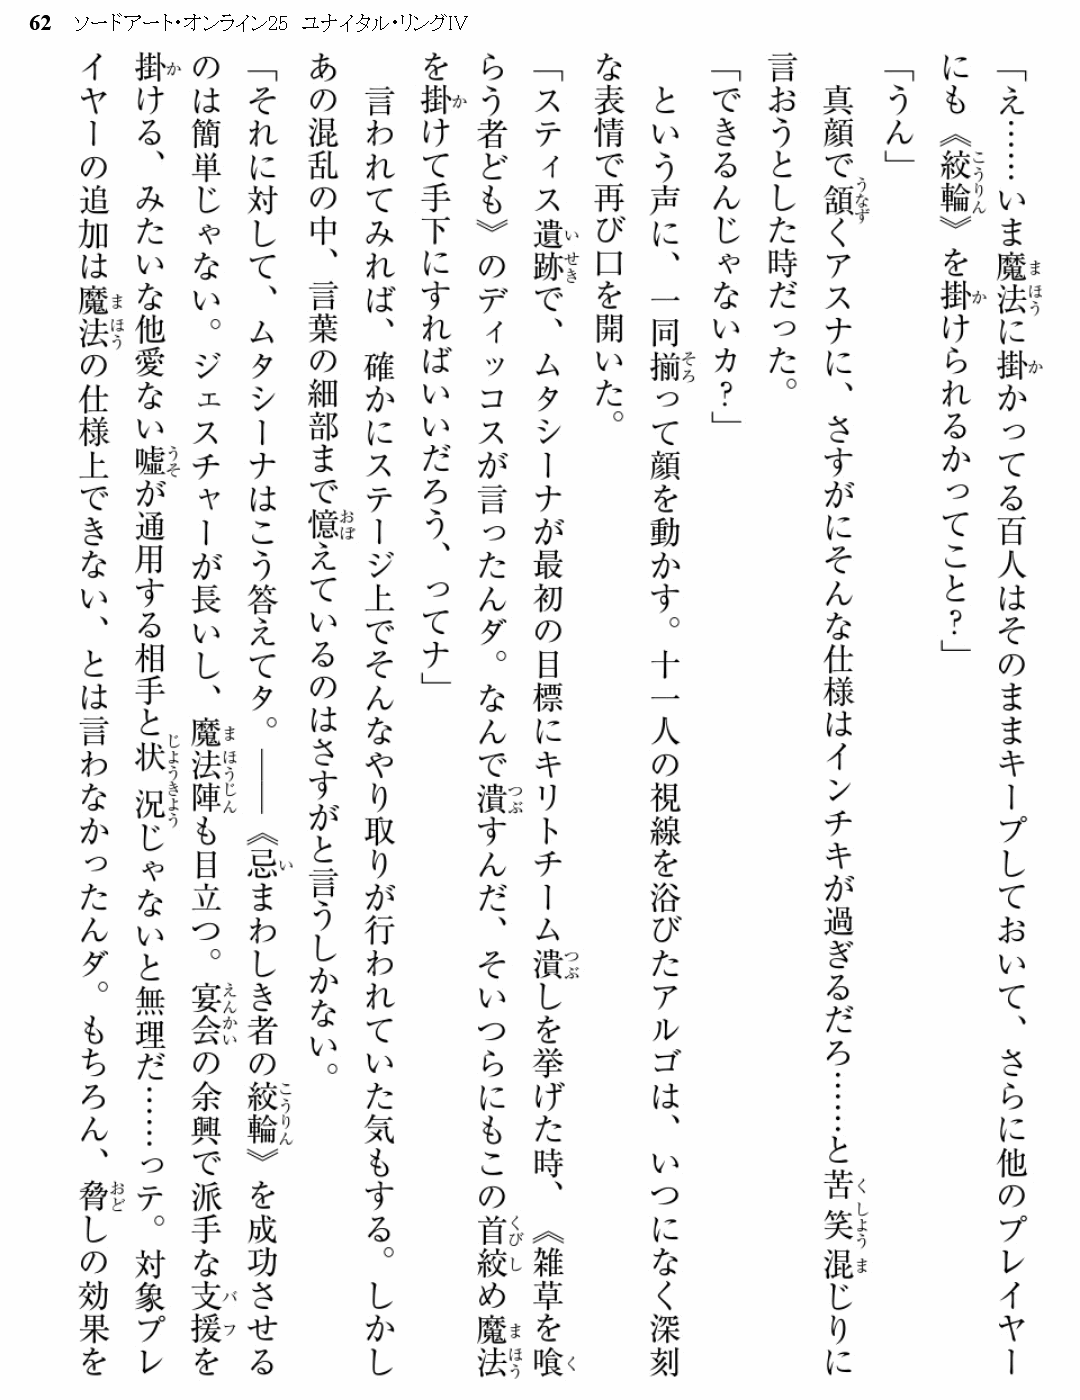 62 ソードアート・オンライン25 ユナイタル・リングIV
「え……いま魔法に掛かってる百人はそのままキープしておいて、さらに他のプレイヤー
にも《絞輪》を掛けられるかってこと?」
「うん」
真顔で頷くアスナに、さすがにそんな仕様はインチキが過ぎるだろ……と苦笑混じりに
言おうとした時だった。
「できるんじゃないカ?」
という声に、一同揃って顔を動かす。十一人の視線を浴びたアルゴは、いつになく深刻
な表情で再び口を開いた。
「スティス遺跡で、ムタシーナが最初の目標にキリトチーム潰しを挙げた時、《雑草を喰
らう者ども》のディッコスが言ったんダ。なんで潰すんだ、そいつらにもこの首絞め魔法
を掛けて手下にすればいいだろう、ってナ」
言われてみれば、確かにステージ上でそんなやり取りが行われていた気もする。しかし
あの混乱の中、言葉の細部まで憶えているのはさすがと言うしかない。
「それに対して、ムタシーナはこう答えてタ。――《忌まわしき者の絞輪》を成功させる
のは簡単じゃない。ジェスチャーが長いし、魔法陣も目立つ。宴会の余興で派手な支援を
掛ける、みたいな他愛ない嘘が通用する相手と状況じゃないと無理だ……っテ。対象プレ
イヤーの追加は魔法の仕様上できない、とは言わなかったんダ。もちろん、脅しの効果を